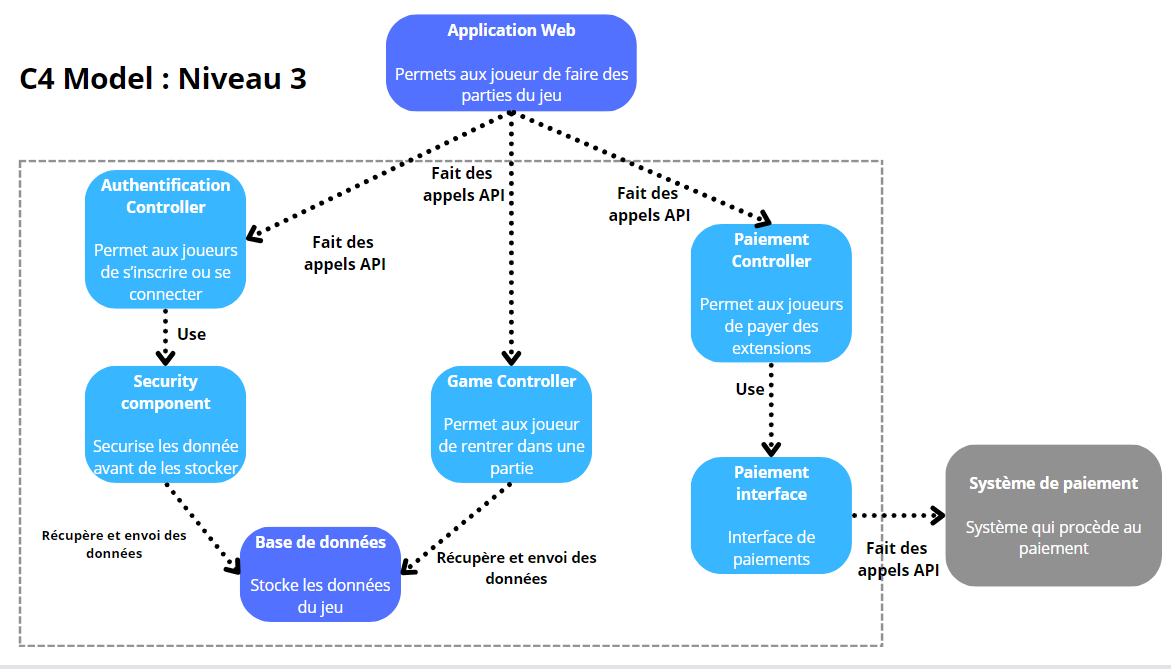 Application Web
Permets aux joueur de faire des
parties du jeu
C4 Model : Niveau 3
Fait des
appels API
Fait des
appels API
Fait des
appels API
Authentification
Controller
Permet aux joueurs
de s’inscrire ou se
connecter
Paiement
Controller
Permet aux joueurs
de payer des
extensions
Use
Use
Security
component
Securise les donnée
avant de les stocker
Game Controller
Permet aux joueur
de rentrer dans une
partie
Paiement
interface
Interface de
paiements
Système de paiement
Système qui procède au
paiement
Fait des
appels API
Récupère et envoi des
données
Base de données
Stocke les données
du jeu
Récupère et envoi des
données